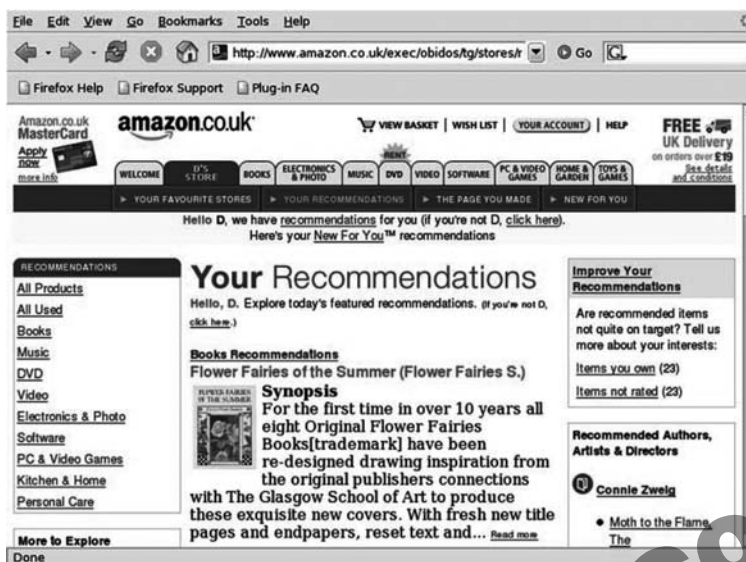 File Edit View Go Bookmarks Tools Help
http://www.amazon.co.uk/exec/obidos/tg/stores/r
Go
G
Firefox Help Firefox Support Plug-in FAQ
Amazon.co.uk
MasterCard
Apply
now
more info
amazon.co.uk
VIEW BASKET | WISH LIST | YOUR ACCOUNT | HELP
FREE
UK Delivery
on orders over £19
See details
and conditions
RENT
WELCOME
D'S
STORE
BOOKS
ELECTRONICS
& PHOTO
MUSIC
DVD
VIDEO
SOFTWARE
PC & VIDEO
GAMES
HOME &
GARDEN
TOYS &
GAMES
YOUR FAVOURITE STORES YOUR RECOMMENDATIONS THE PAGE YOU MADE NEW FOR YOU
Hello D, we have recommendations for you (if you're not D, click here).
Here's your New For You™ recommendations
RECOMMENDATIONS
All Products
All Used
Books
Music
DVD
Video
Electronics & Photo
Software
PC & Video Games
Kitchen & Home
Personal Care
More to Explore
Your Recommendations
Hello, D. Explore today's featured recommendations. (If you're not D,
click here.)
Books Recommendations
Flower Fairies of the Summer (Flower Fairies S.)
FLOWER FAIRIES
OF THE SUMMER
Synopsis
For the first time in over 10 years all
eight Original Flower Fairies
Books[trademark] have been
re-designed drawing inspiration from
the original publishers connections
with The Glasgow School of Art to produce
these exquisite new covers. With fresh new title
pages and endpapers, reset text and... Read more
Improve Your
Recommendations
Are recommended items
not quite on target? Tell us
more about your interests:
Items you own (23)
Items not rated (23)
Recommended Authors,
Artists & Directors
Connie Zweig
Moth to the Flame,
The
Done